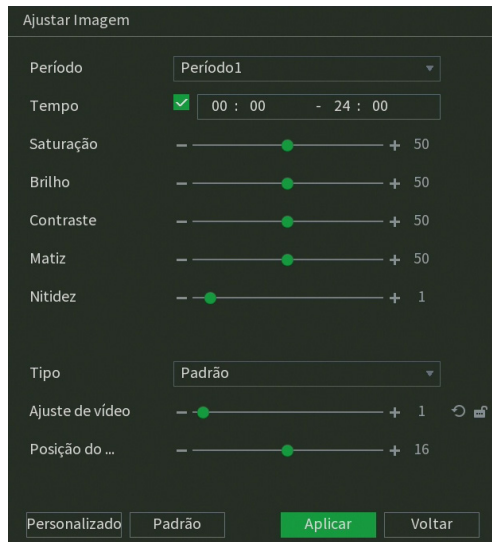 Ajustar Imagem
Período Período1
Tempo 00 : 00 - 24 : 00
Saturação 50
Brilho 50
Contraste 50
Matiz 50
Nitidez 1
Tipo Padrão
Ajuste de vídeo 1
Posição do ... 16
Personalizado Padrão Aplicar Voltar